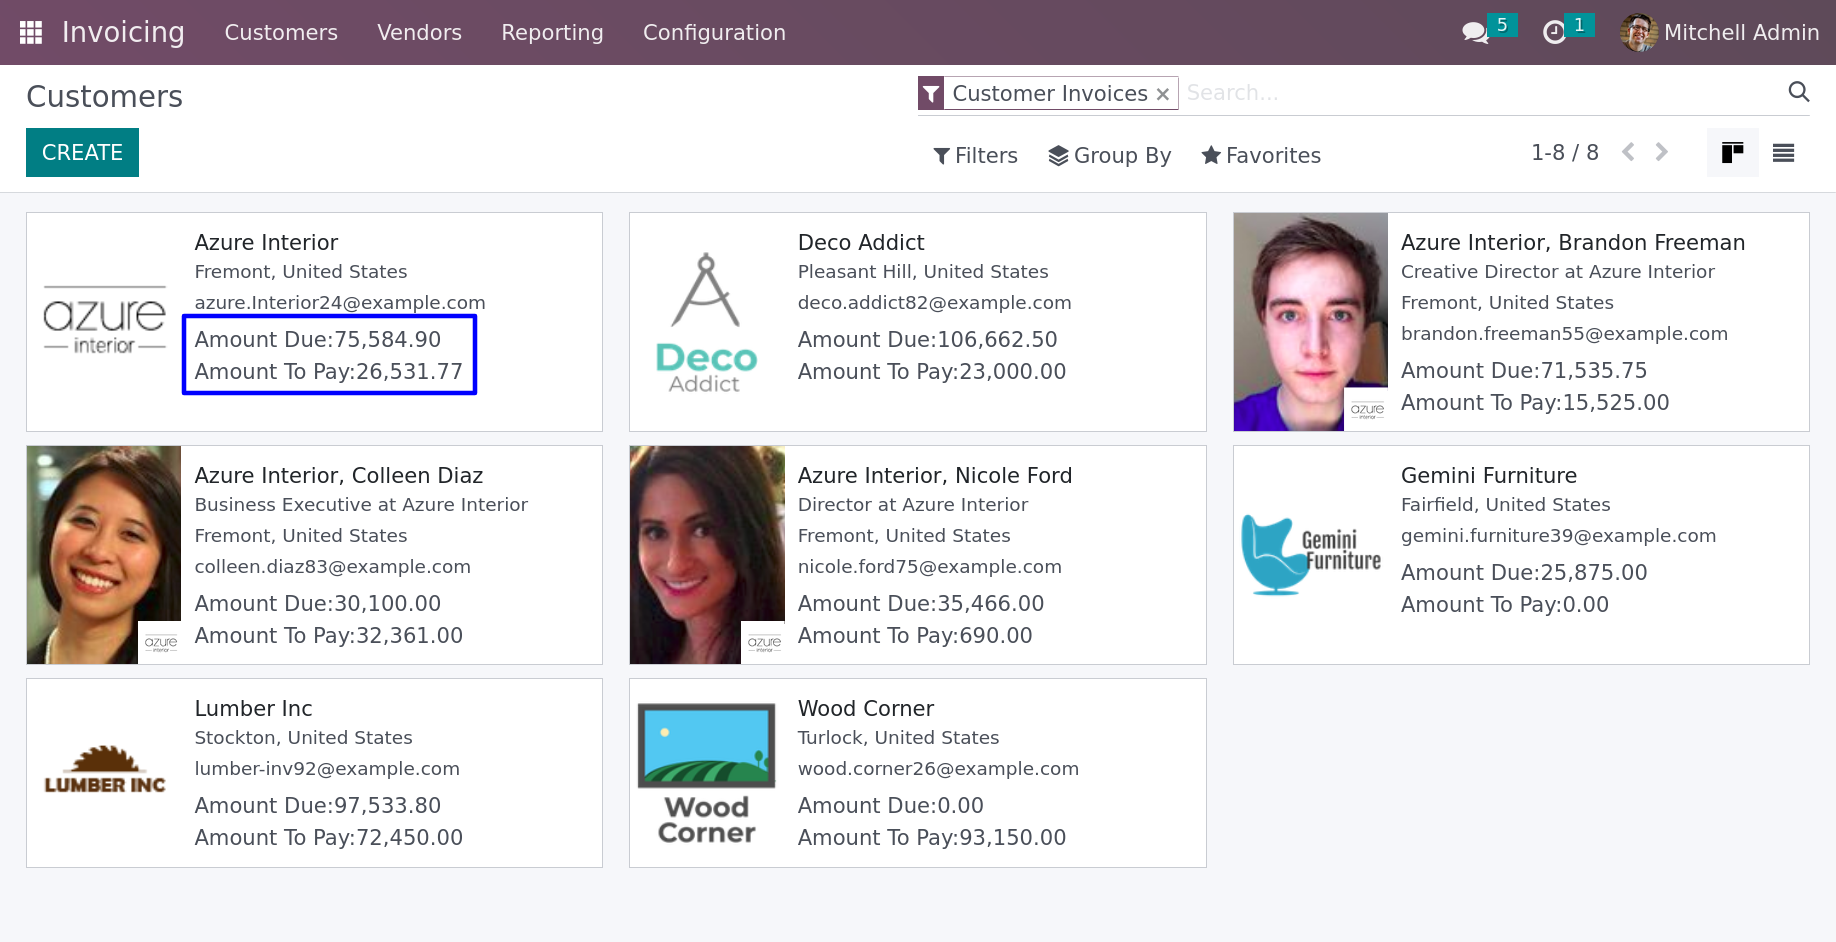 Invoicing Customers Vendors Reporting Configuration 5 1 Mitchell Admin
Customers
Customer Invoices × Search...
CREATE
Filters Group By Favorites 1-8 / 8
azure
interior
Azure Interior
Fremont, United States
azure.Interior24@example.com
Amount Due:75,584.90
Amount To Pay:26,531.77
Deco
Addict
Deco Addict
Pleasant Hill, United States
deco.addict82@example.com
Amount Due:106,662.50
Amount To Pay:23,000.00
azure
interior
Azure Interior, Brandon Freeman
Creative Director at Azure Interior
Fremont, United States
brandon.freeman55@example.com
Amount Due:71,535.75
Amount To Pay:15,525.00
azure
interior
Azure Interior, Colleen Diaz
Business Executive at Azure Interior
Fremont, United States
colleen.diaz83@example.com
Amount Due:30,100.00
Amount To Pay:32,361.00
azure
interior
Azure Interior, Nicole Ford
Director at Azure Interior
Fremont, United States
nicole.ford75@example.com
Amount Due:35,466.00
Amount To Pay:690.00
Gemini
Furniture
Gemini Furniture
Fairfield, United States
gemini.furniture39@example.com
Amount Due:25,875.00
Amount To Pay:0.00
LUMBER INC
Lumber Inc
Stockton, United States
lumber-inv92@example.com
Amount Due:97,533.80
Amount To Pay:72,450.00
Wood
Corner
Wood Corner
Turlock, United States
wood.corner26@example.com
Amount Due:0.00
Amount To Pay:93,150.00